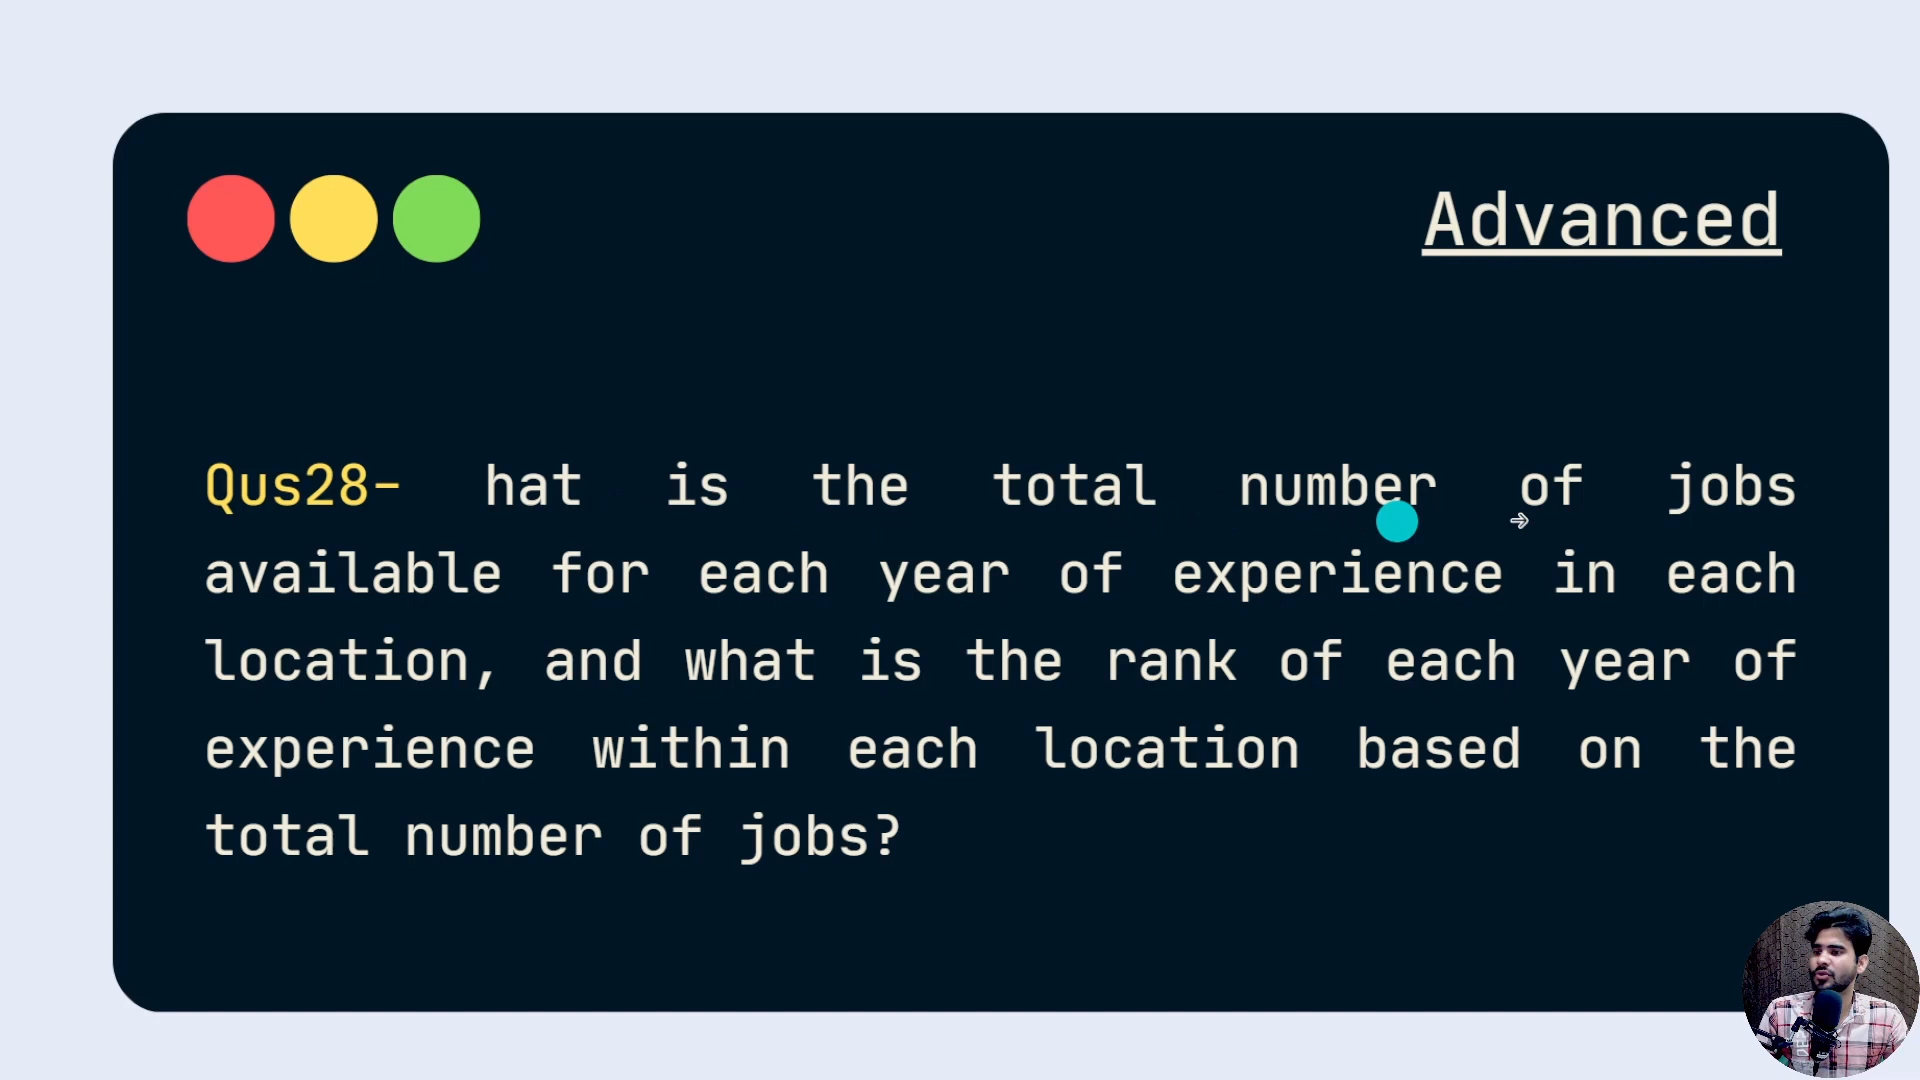 Advanced
Qus28- hat is the total number of jobs
available for each year of experience in each
location, and what is the rank of each year of
experience within each location based on the
total number of jobs?